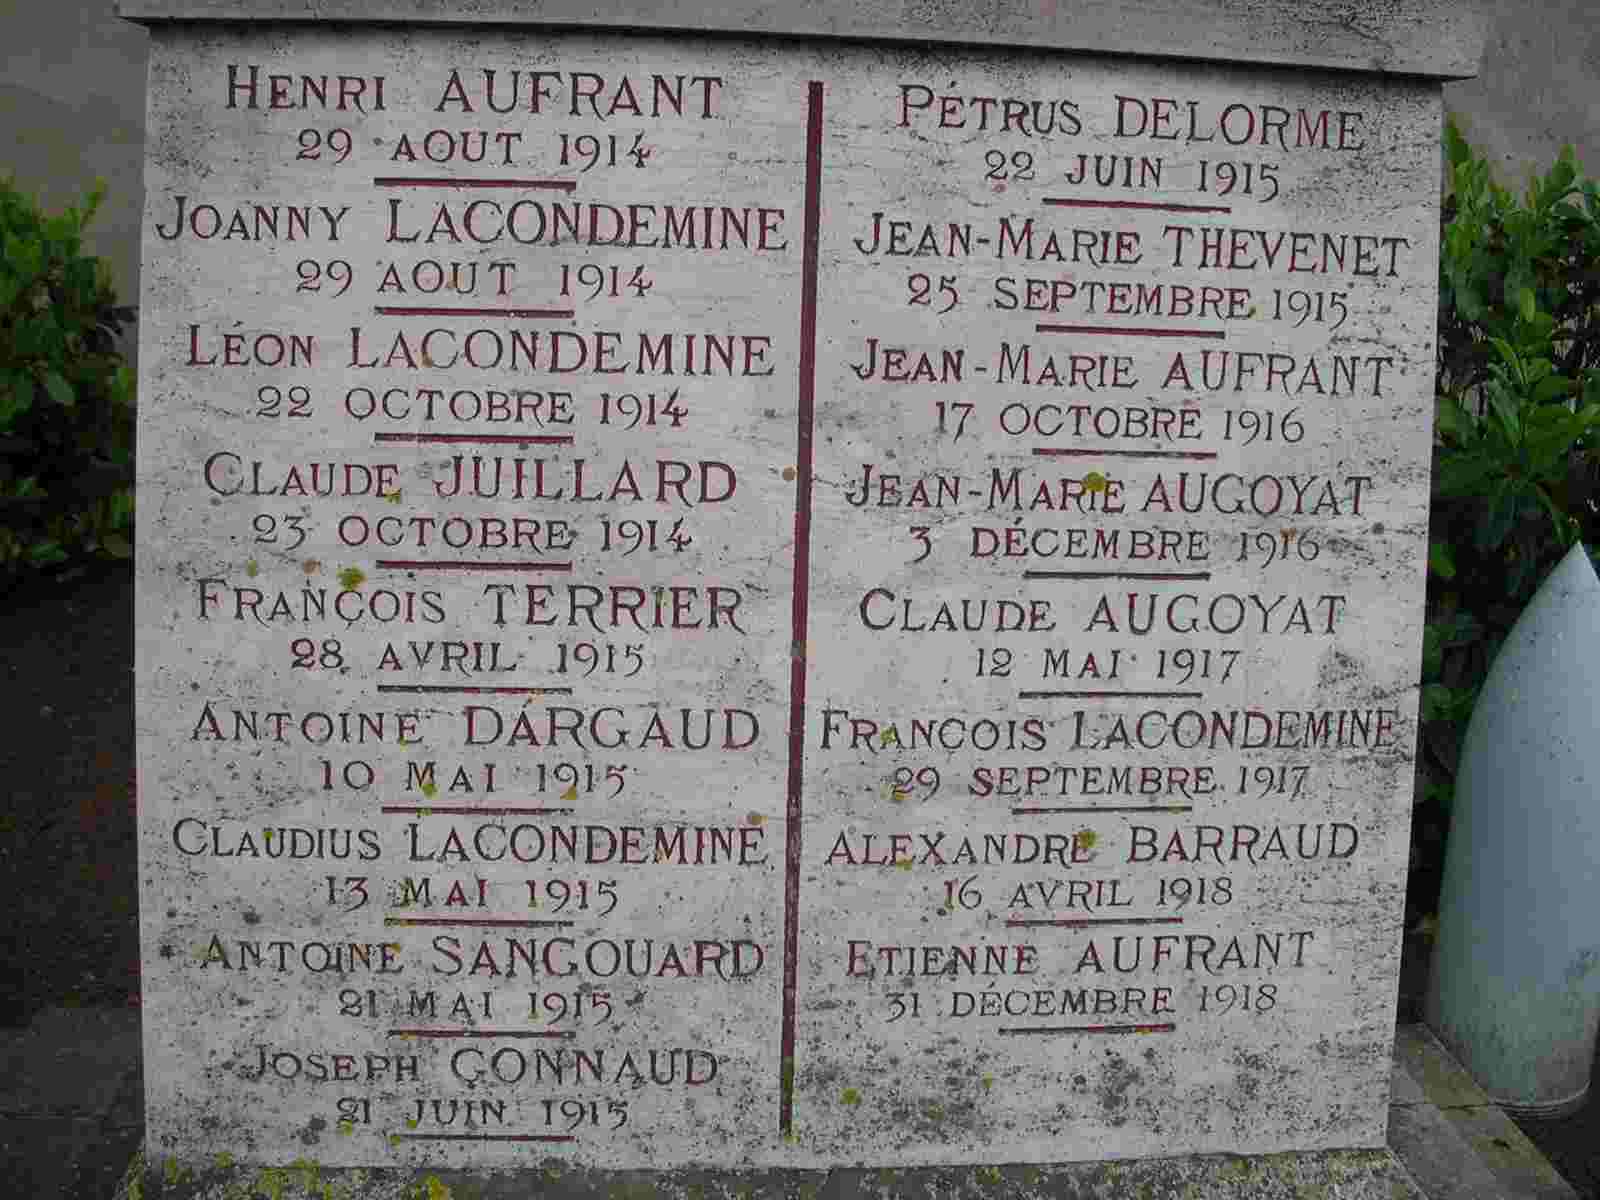 HENRI AUFRANT
29 AOUT 1914
JOANNY LACONDEMINE
29 AOUT 1914
LÉON LACONDEMINE
22 OCTOBRE 1914
CLAUDE JUILLARD
23 OCTOBRE 1914
FRANÇOIS TERRIER
28 AVRIL 1915
ANTOINE DARGAUD
10 MAI 1915
CLAUDIUS LACONDEMINE
13 MAI 1915
ANTOINE SANGOUARD
21 MAI 1915
JOSEPH GONNAUD
21 JUIN 1915
PÉTRUS DELORME
22 JUIN 1915
JEAN-MARIE THEVENET
25 SEPTEMBRE 1915
JEAN-MARIE AUFRANT
17 OCTOBRE 1916
JEAN-MARIE AUGOYAT
3 DÉCEMBRE 1916
CLAUDE AUGOYAT
12 MAI 1917
FRANCOIS LACONDEMINE
29 SEPTEMBRE 1917
ALEXANDRE BARRAUD
16 AVRIL 1918
ETIENNE AUFRANT
31 DÉCEMBRE 1918